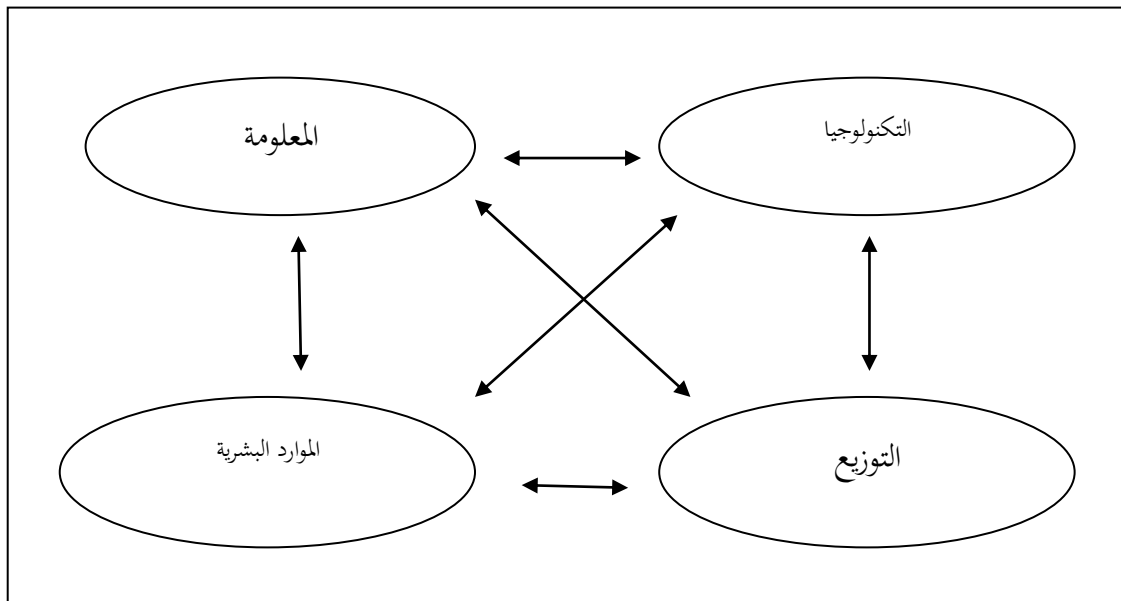 التكنولوجيا
المعلومة
التوزيع
الموارد البشرية